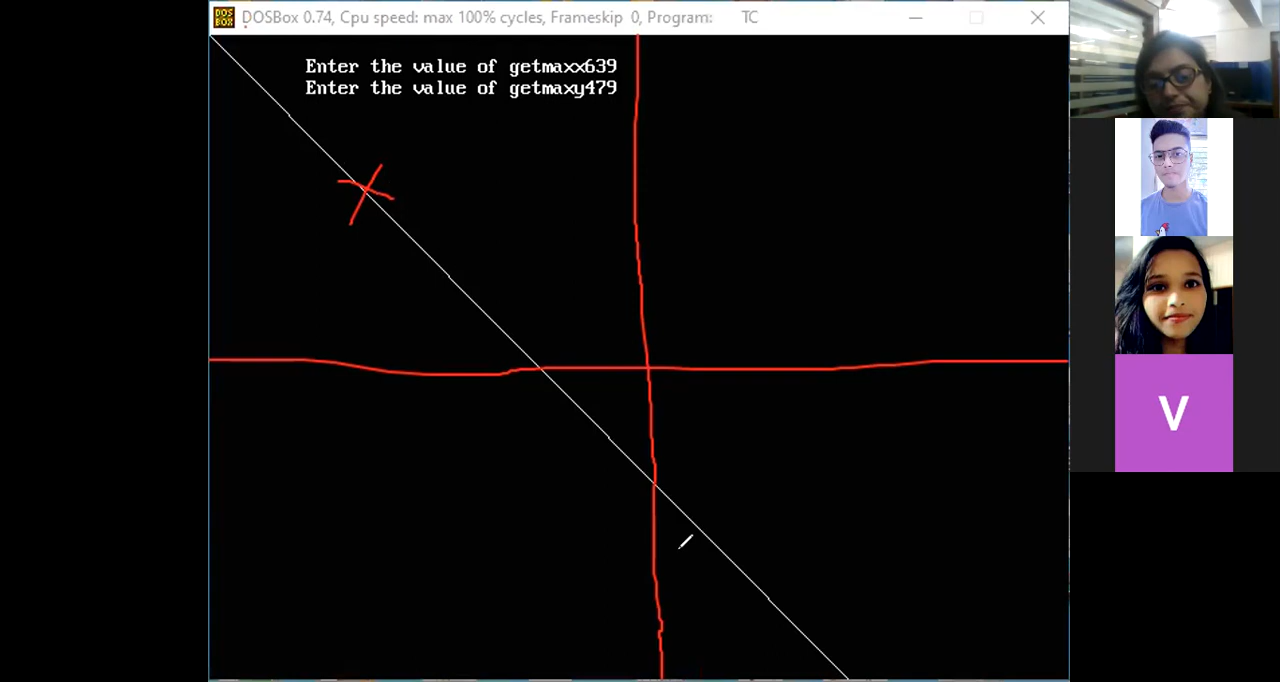 DOSBox 0.74, Cpu speed: max 100% cycles, Frameskip 0, Program: TC
Enter the value of getmaxx639
Enter the value of getmaxy479
V